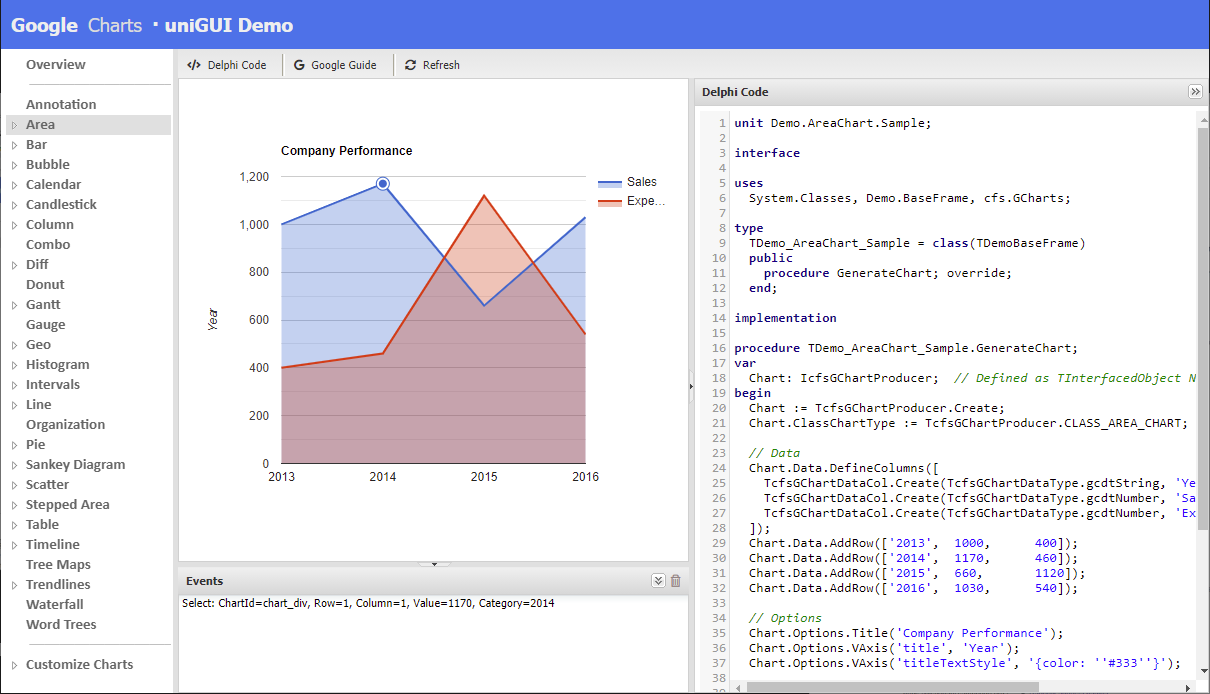 Google Charts · uniGUI Demo
Overview
Annotation
Area
Bar
Bubble
Calendar
Candlestick
Column
Combo
Diff
Donut
Gantt
Gauge
Geo
Histogram
Intervals
Line
Organization
Pie
Sankey Diagram
Scatter
Stepped Area
Table
Timeline
Tree Maps
Trendlines
Waterfall
Word Trees
Customize Charts
Delphi Code
Google Guide
Refresh
Company Performance
1,200
1,000
800
600
400
200
0
Year
2013 2014 2015 2016
Sales
Expe...
Events
Select: ChartId=chart_div, Row=1, Column=1, Value=1170, Category=2014
Delphi Code
1 unit Demo.AreaChart.Sample;
2
3 interface
4
5 uses
6 System.Classes, Demo.BaseFrame, cfs.GCharts;
7
8 type
9 TDemo_AreaChart_Sample = class(TDemoBaseFrame)
10 public
11 procedure GenerateChart; override;
12 end;
13
14 implementation
15
16 procedure TDemo_AreaChart_Sample.GenerateChart;
17 var
18 Chart: IcfsGChartProducer; // Defined as TInterfacedObject N
19 begin
20 Chart := TcfsGChartProducer.Create;
21 Chart.ClassChartType := TcfsGChartProducer.CLASS_AREA_CHART;
22
23 // Data
24 Chart.Data.DefineColumns([
25 TcfsGChartDataCol.Create(TcfsGChartDataType.gcdtString, 'Ye
26 TcfsGChartDataCol.Create(TcfsGChartDataType.gcdtNumber, 'Sa
27 TcfsGChartDataCol.Create(TcfsGChartDataType.gcdtNumber, 'Ex
28 ]);
29 Chart.Data.AddRow(['2013', 1000, 400]);
30 Chart.Data.AddRow(['2014', 1170, 460]);
31 Chart.Data.AddRow(['2015', 660, 1120]);
32 Chart.Data.AddRow(['2016', 1030, 540]);
33
34 // Options
35 Chart.Options.Title('Company Performance');
36 Chart.Options.VAxis('title', 'Year');
37 Chart.Options.VAxis('titleTextStyle', '{color: ''#333''}');
38
39